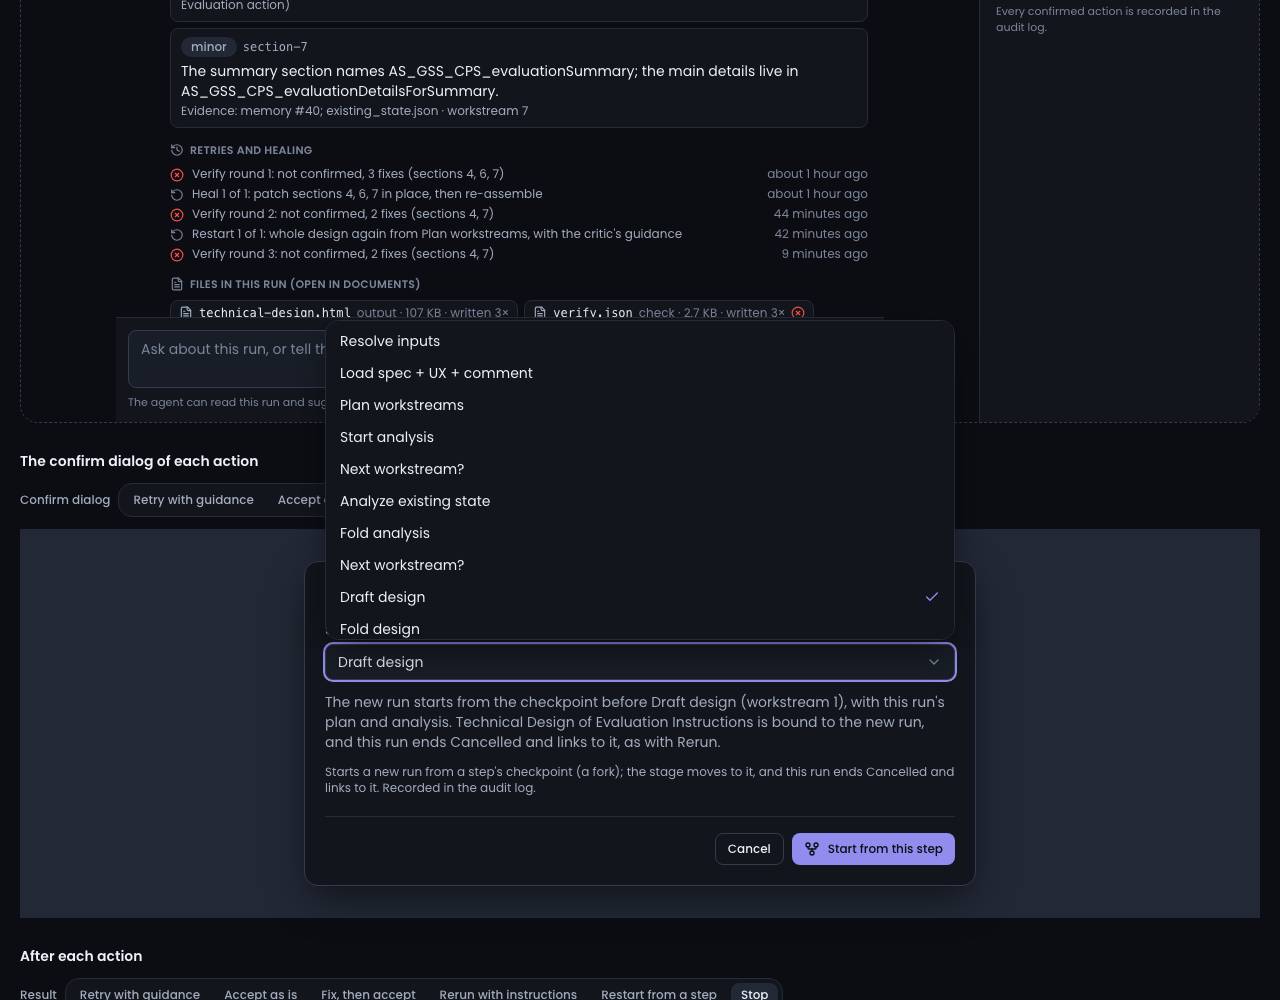 Evaluation action)
Every confirmed action is recorded in the
audit log.
minor section-7
The summary section names AS_GSS_CPS_evaluationSummary; the main details live in
AS_GSS_CPS_evaluationDetailsForSummary.
Evidence: memory #40; existing_state.json · workstream 7
RETRIES AND HEALING
Verify round 1: not confirmed, 3 fixes (sections 4, 6, 7) about 1 hour ago
Heal 1 of 1: patch sections 4, 6, 7 in place, then re-assemble about 1 hour ago
Verify round 2: not confirmed, 2 fixes (sections 4, 7) 44 minutes ago
Restart 1 of 1: whole design again from Plan workstreams, with the critic's guidance 42 minutes ago
Verify round 3: not confirmed, 2 fixes (sections 4, 7) 9 minutes ago
FILES IN THIS RUN (OPEN IN DOCUMENTS)
technical-design.html output · 107 KB · written 3× verify.json check · 2.7 KB · written 3×
Ask about this run, or tell th
The agent can read this run and sug
Resolve inputs
Load spec + UX + comment
Plan workstreams
Start analysis
Next workstream?
Analyze existing state
Fold analysis
Next workstream?
Draft design
Fold design
The confirm dialog of each action
Confirm dialog Retry with guidance Accept
Draft design
The new run starts from the checkpoint before Draft design (workstream 1), with this run's
plan and analysis. Technical Design of Evaluation Instructions is bound to the new run,
and this run ends Cancelled and links to it, as with Rerun.
Starts a new run from a step's checkpoint (a fork); the stage moves to it, and this run ends Cancelled and
links to it. Recorded in the audit log.
Cancel Start from this step
After each action
Result Retry with guidance Accept as is Fix, then accept Rerun with instructions Restart from a step Stop